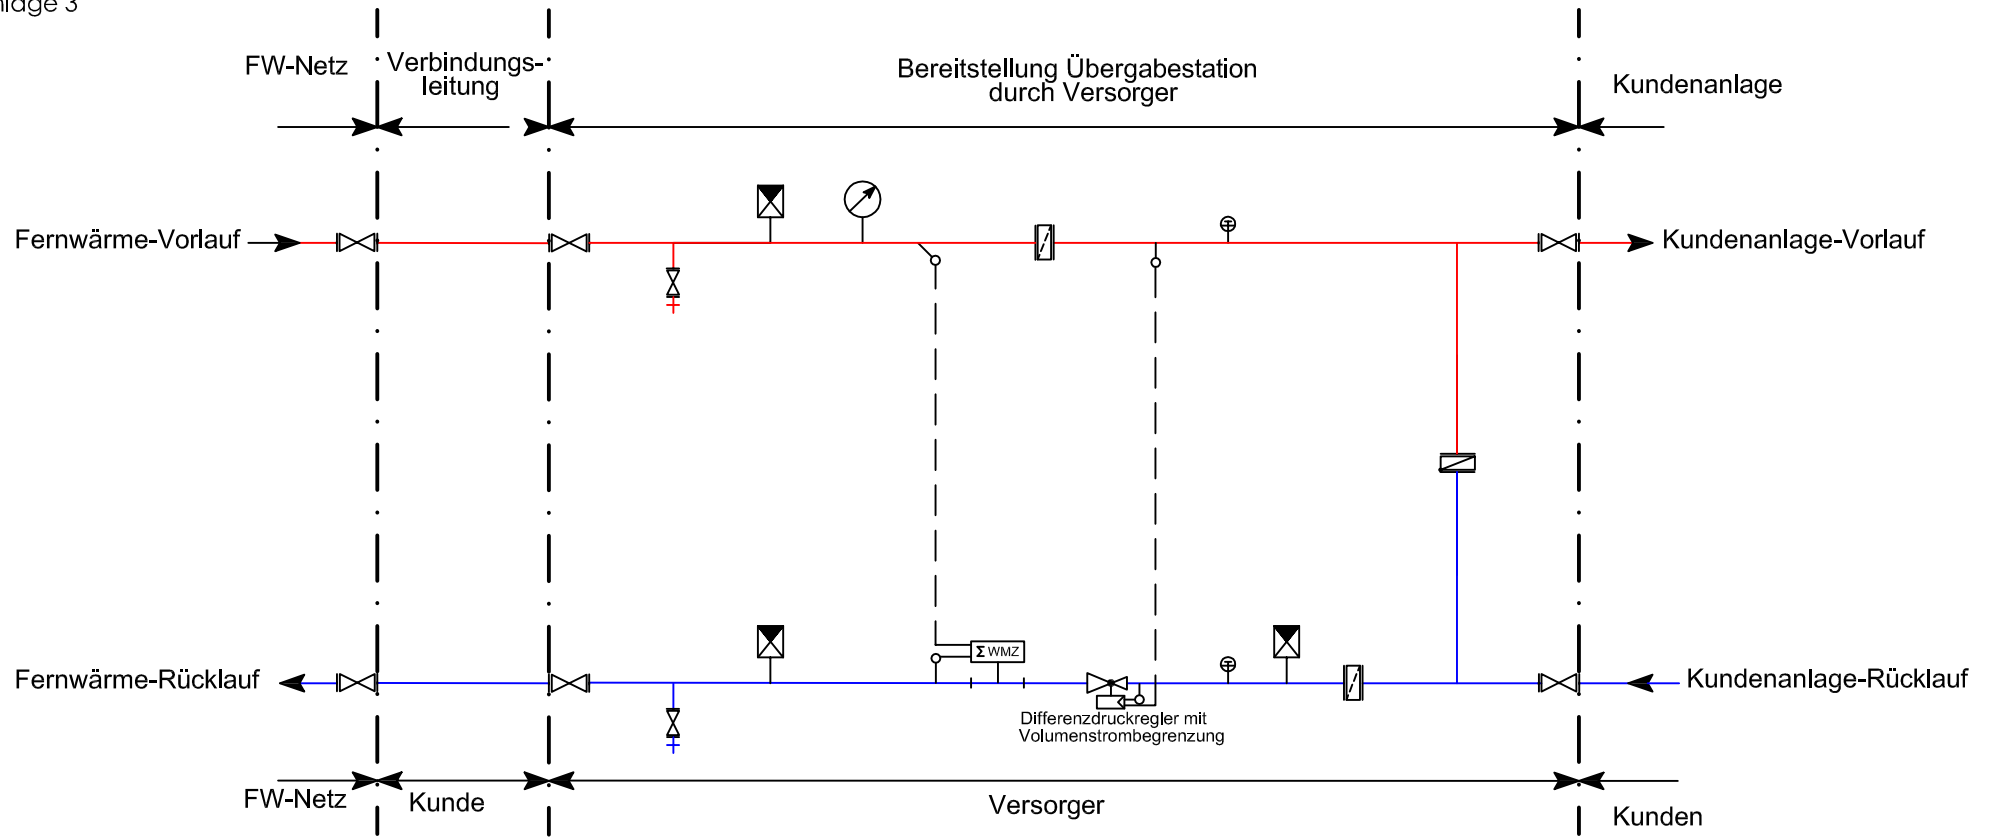 3
FW-Netz
Verbindungs-
leitung
Bereitstellung Übergabestation
durch Versorger
Kundenanlage
Fernwärme-Vorlauf
Kundenanlage-Vorlauf
Σ WMZ
Fernwärme-Rücklauf
Kundenanlage-Rücklauf
Differenzdruckregler mit
Volumenstrombegrenzung
FW-Netz
Kunde
Versorger
Kunden